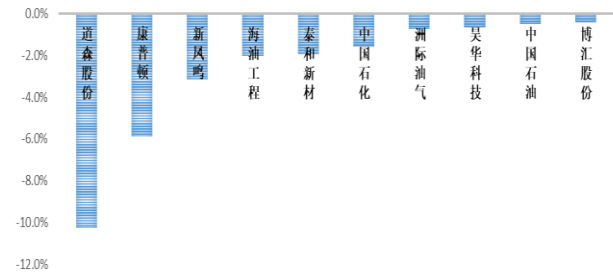 0.0%
-2.0%
-4.0%
-6.0%
-8.0%
-10.0%
-12.0%
道森股份
康普顿
新凤鸣
海油工程
泰和新材
中国石化
洲际油气
昊华科技
中国石油
博汇股份